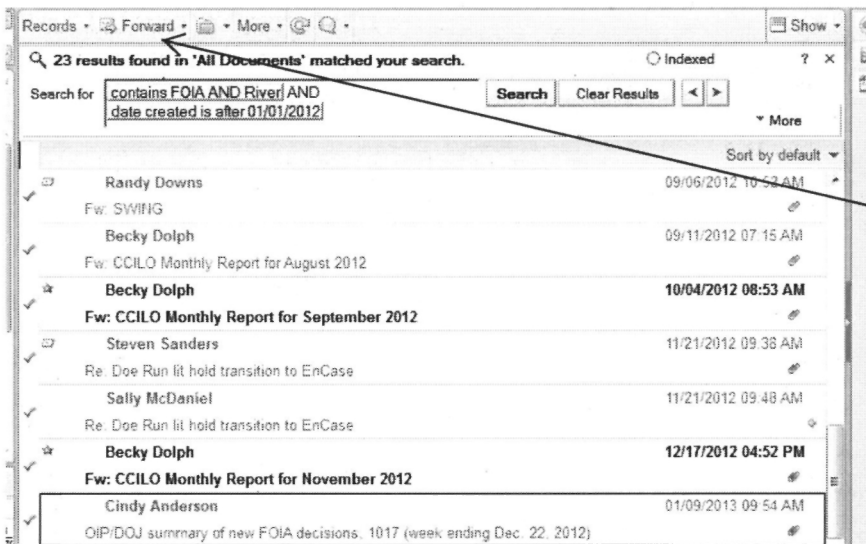 Records Forward More Show
23 results found in 'All Documents' matched your search. Indexed ? ×
Search for contains FOIA AND River AND Search Clear Results < >
date created is after 01/01/2012
More
Sort by default
Randy Downs 09/06/2012 10:52 AM
Fw: SWING
Becky Dolph 09/11/2012 07:15 AM
Fw: CCILO Monthly Report for August 2012
Becky Dolph 10/04/2012 08:53 AM
Fw: CCILO Monthly Report for September 2012
Steven Sanders 11/21/2012 09:38 AM
Re: Doe Run lit hold transition to EnCase
Sally McDaniel 11/21/2012 09:48 AM
Re: Doe Run lit hold transition to EnCase
Becky Dolph 12/17/2012 04:52 PM
Fw: CCILO Monthly Report for November 2012
Cindy Anderson 01/09/2013 09:54 AM
OIP/DOJ summary of new FOIA decisions, 1017 (week ending Dec. 22, 2012)